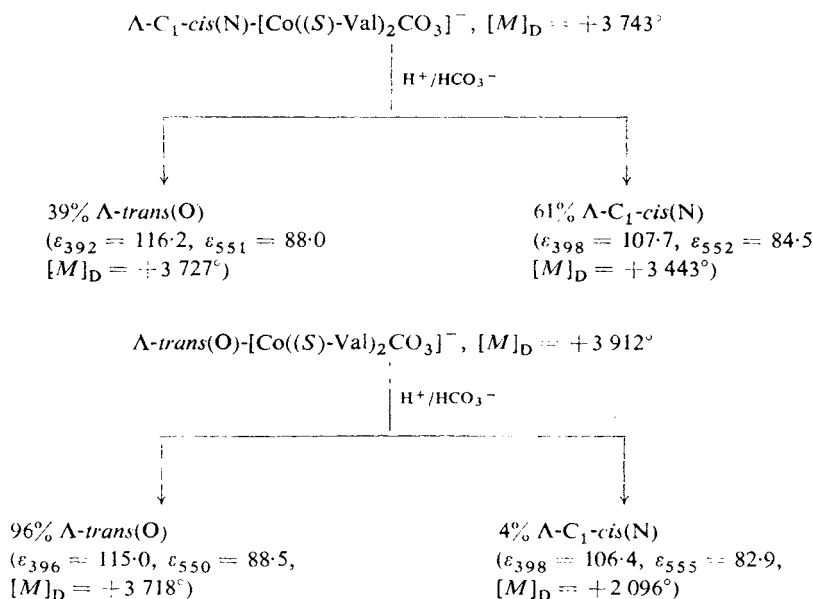 Λ-C₁-cis(N)-[Co((S)-Val)₂CO₃]⁻, [M]D = +3 743°
H⁺/HCO₃⁻
39% Λ-trans(O)
(ε₃₉₂ = 116·2, ε₅₅₁ = 88·0
[M]D = +3 727°)
61% Λ-C₁-cis(N)
(ε₃₉₈ = 107·7, ε₅₅₂ = 84·5
[M]D = +3 443°)
Λ-trans(O)-[Co((S)-Val)₂CO₃]⁻, [M]D = +3 912°
H⁺/HCO₃⁻
96% Λ-trans(O)
(ε₃₉₆ = 115·0, ε₅₅₀ = 88·5,
[M]D = +3 718°)
4% Λ-C₁-cis(N)
(ε₃₉₈ = 106·4, ε₅₅₅ = 82·9,
[M]D = +2 096°)